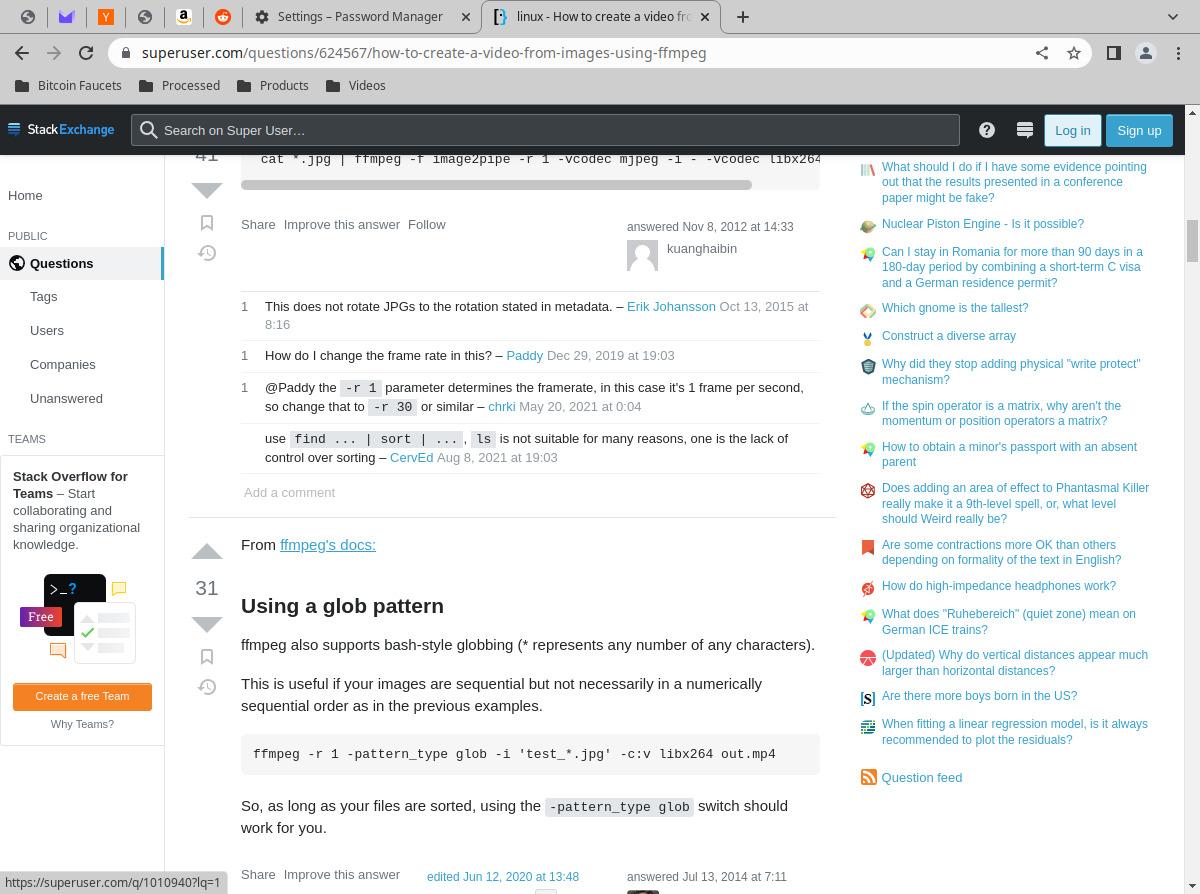 Settings – Password Manager
linux - How to create a video fro
superuser.com/questions/624567/how-to-create-a-video-from-images-using-ffmpeg
Bitcoin Faucets
Processed
Products
Videos
StackExchange
Search on Super User…
Log in
Sign up
Home
PUBLIC
Questions
Tags
Users
Companies
Unanswered
TEAMS
Stack Overflow for
Teams – Start
collaborating and
sharing organizational
knowledge.
>_?
Free
Create a free Team
Why Teams?
41
cat *.jpg | ffmpeg -f image2pipe -r 1 -vcodec mjpeg -i - -vcodec libx264
Share Improve this answer Follow
answered Nov 8, 2012 at 14:33
kuanghaibin
1 This does not rotate JPGs to the rotation stated in metadata. – Erik Johansson Oct 13, 2015 at
8:16
1 How do I change the frame rate in this? – Paddy Dec 29, 2019 at 19:03
1 @Paddy the -r 1 parameter determines the framerate, in this case it's 1 frame per second,
so change that to -r 30 or similar – chrki May 20, 2021 at 0:04
use find ... | sort | ... , ls is not suitable for many reasons, one is the lack of
control over sorting – CervEd Aug 8, 2021 at 19:03
Add a comment
From ffmpeg's docs:
31
Using a glob pattern
ffmpeg also supports bash-style globbing (* represents any number of any characters).
This is useful if your images are sequential but not necessarily in a numerically
sequential order as in the previous examples.
ffmpeg -r 1 -pattern_type glob -i 'test_*.jpg' -c:v libx264 out.mp4
So, as long as your files are sorted, using the -pattern_type glob switch should
work for you.
Share Improve this answer
edited Jun 12, 2020 at 13:48
answered Jul 13, 2014 at 7:11
What should I do if I have some evidence pointing
out that the results presented in a conference
paper might be fake?
Nuclear Piston Engine - Is it possible?
Can I stay in Romania for more than 90 days in a
180-day period by combining a short-term C visa
and a German residence permit?
Which gnome is the tallest?
Construct a diverse array
Why did they stop adding physical "write protect"
mechanism?
If the spin operator is a matrix, why aren't the
momentum or position operators a matrix?
How to obtain a minor's passport with an absent
parent
Does adding an area of effect to Phantasmal Killer
really make it a 9th-level spell, or, what level
should Weird really be?
Are some contractions more OK than others
depending on formality of the text in English?
How do high-impedance headphones work?
What does "Ruhebereich" (quiet zone) mean on
German ICE trains?
(Updated) Why do vertical distances appear much
larger than horizontal distances?
Are there more boys born in the US?
When fitting a linear regression model, is it always
recommended to plot the residuals?
Question feed
https://superuser.com/q/1010940?lq=1